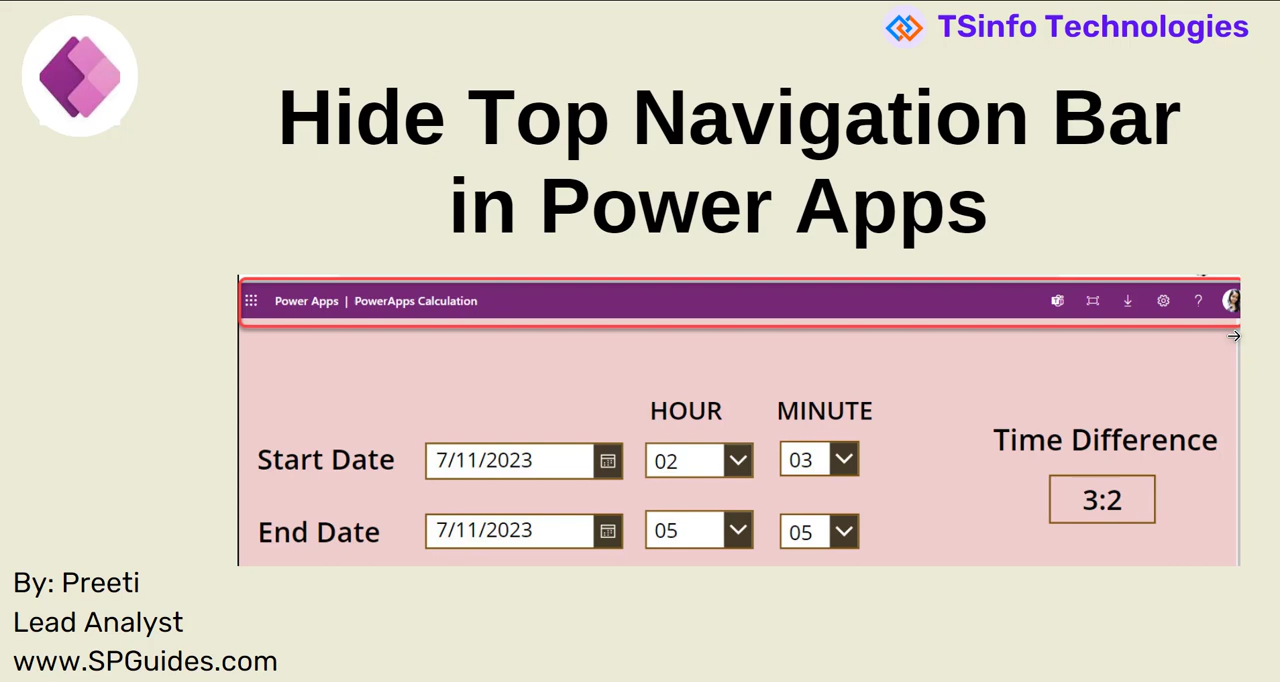 TSinfo Technologies
Hide Top Navigation Bar
in Power Apps
Power Apps | PowerApps Calculation
?
HOUR MINUTE
Time Difference
Start Date 7/11/2023 02 03
3:2
End Date 7/11/2023 05 05
By: Preeti
Lead Analyst
www.SPGuides.com